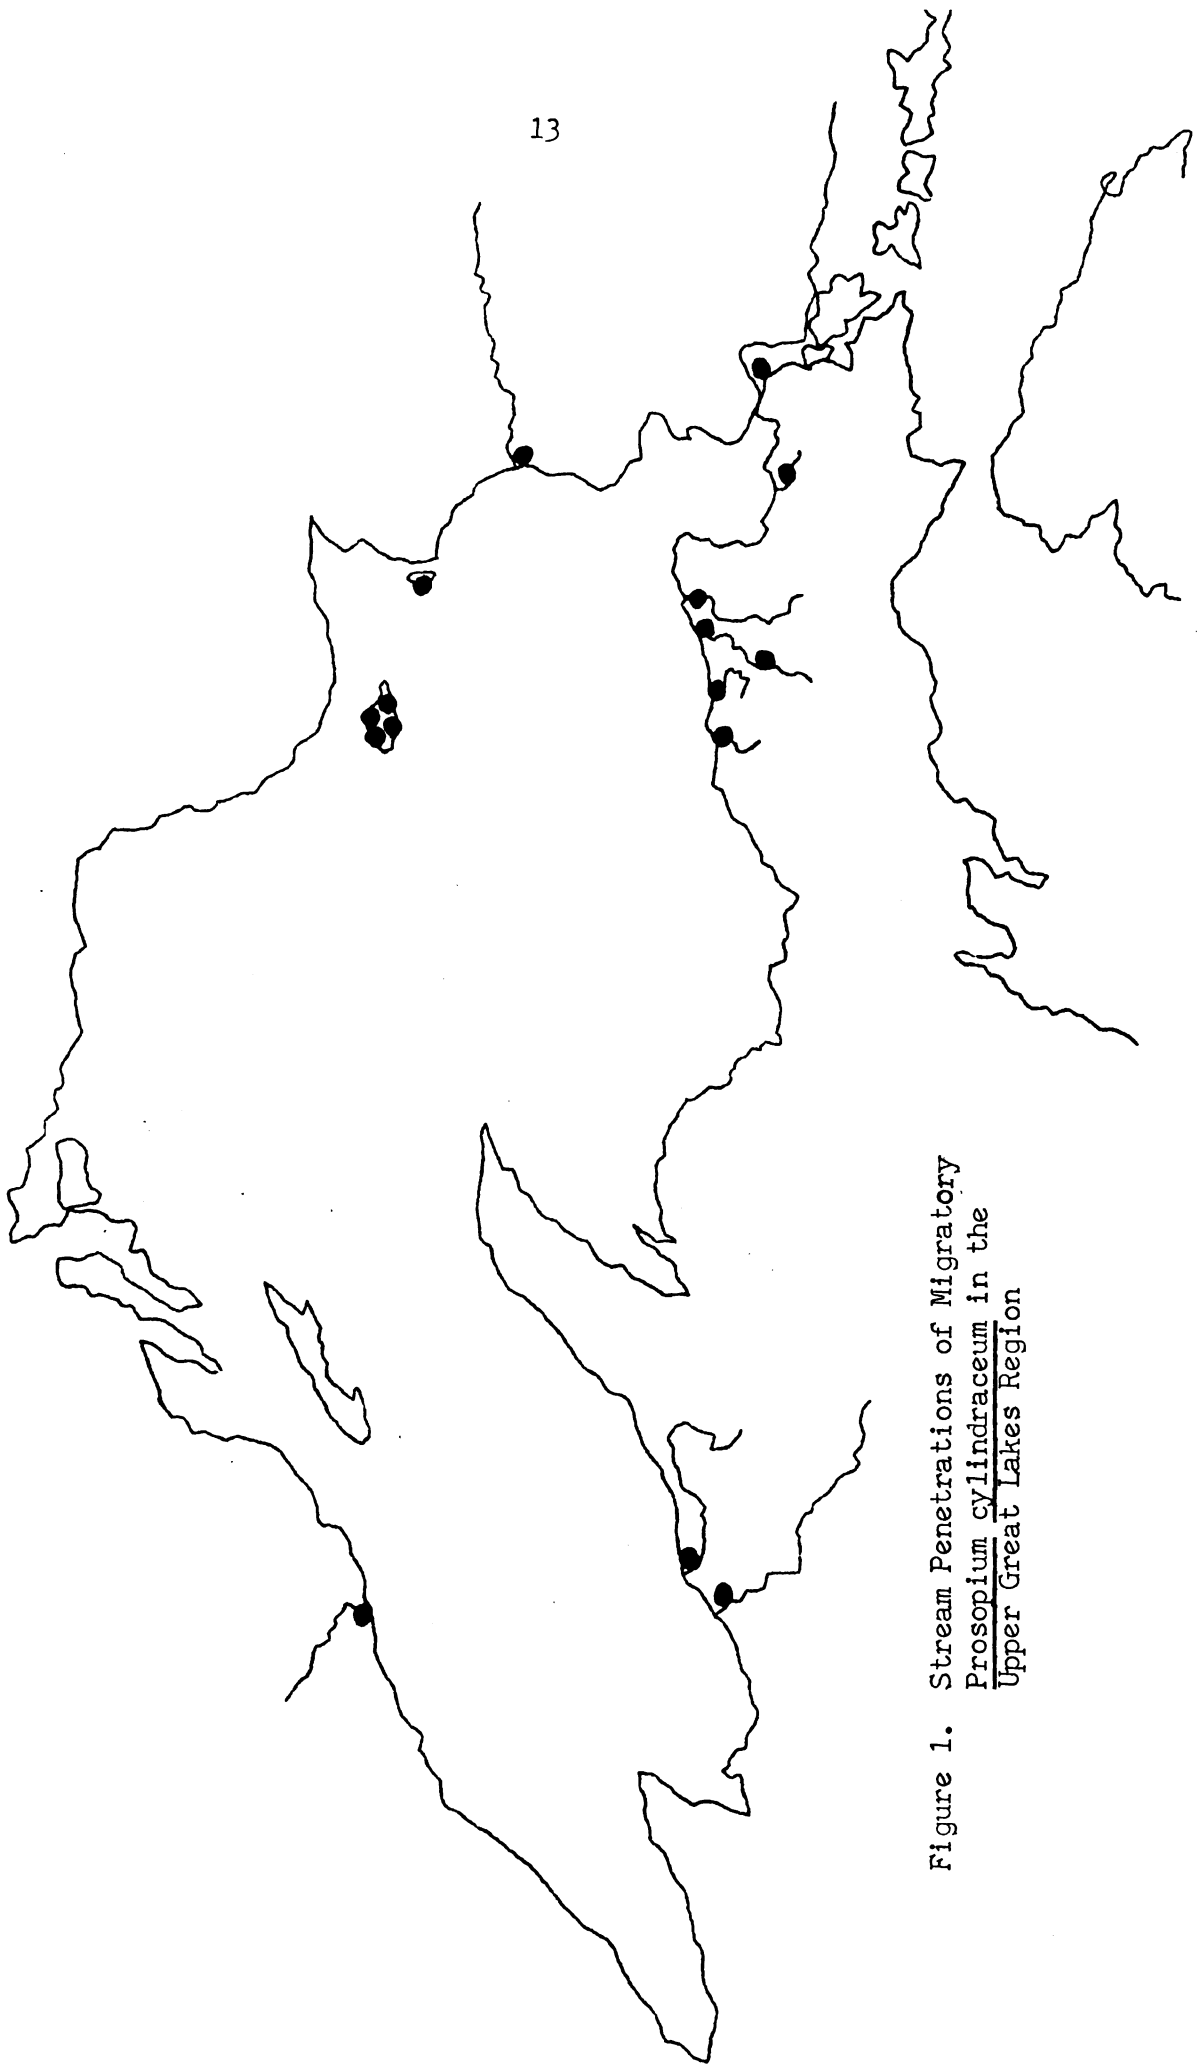 13
Figure 1. Stream Penetrations of Migratory
Prosopium cylindraceum in the
Upper Great Lakes Region